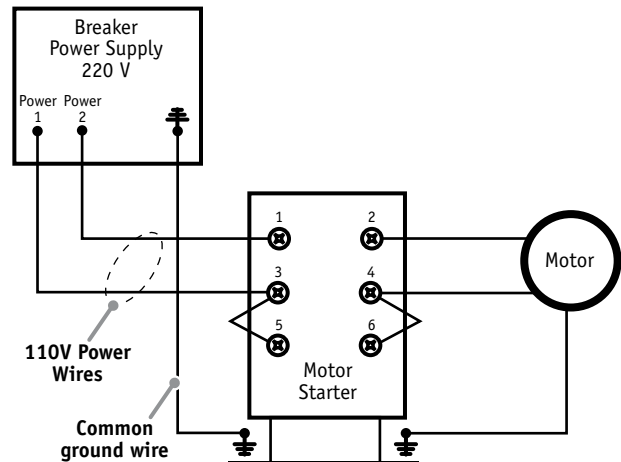 Breaker
Power Supply
220 V
Power Power
1 2
1 2
3 4
5 6
Motor
Motor
Starter
110V Power
Wires
Common
ground wire